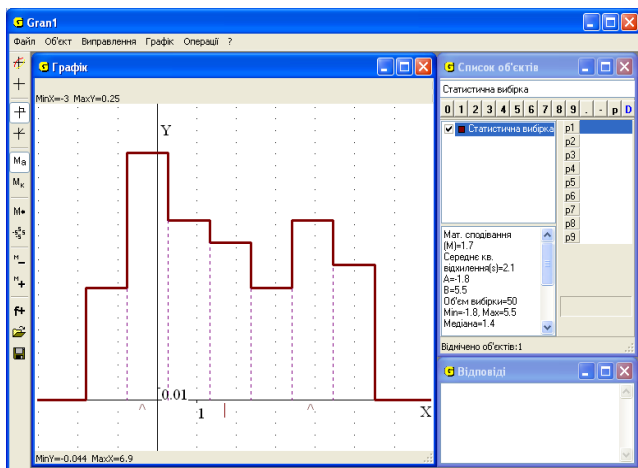 Gran1
Файл Об'єкт Виправлення Графік Операції ?
Графік
MinX=-3 MaxY=0.25
Y
0.01
1
X
MinY=-0.044 MaxX=6.9
Список об'єктів
Статистична вибірка
0 1 2 3 4 5 6 7 8 9 . - p D
Статистична вибірка
p1
p2
p3
p4
p5
p6
p7
p8
p9
Мат. сподівання
(M)=1.7
Середнє кв.
відхилення(s)=2.1
A=-1.8
B=5.5
Об'єм вибірки=50
Min=-1.8, Max=5.5
Медіана=1.4
Відмічено об'єктів:1
Відповіді